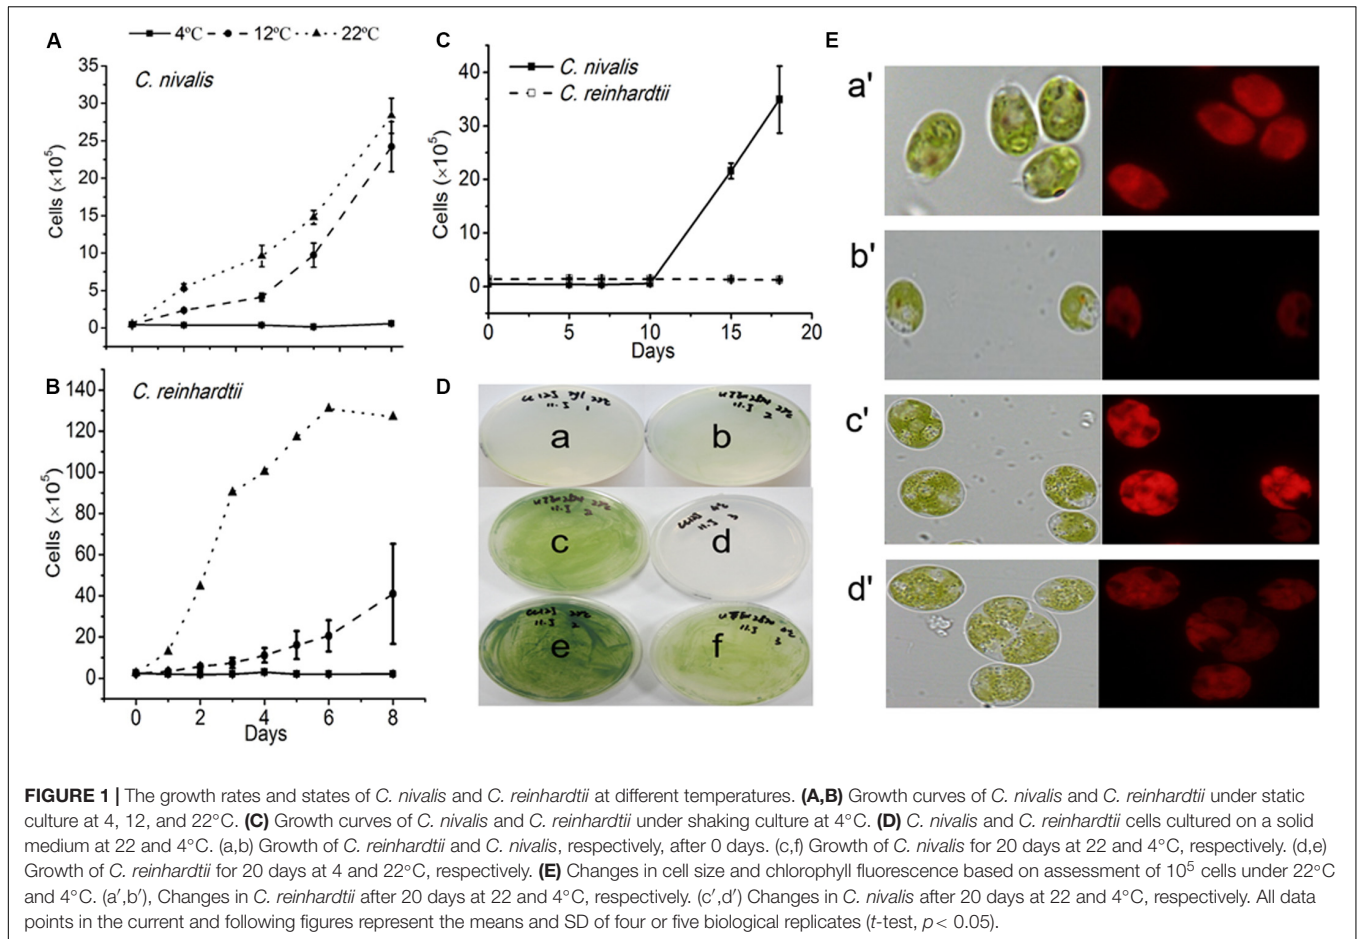 A
4°C 12°C 22°C
C. nivalis
35
30
25
20
15
10
5
0
Cells (×10⁵)
B
C. reinhardtii
140
120
100
80
60
40
20
0
Cells (×10⁵)
0 2 4 6 8
Days
C
C. nivalis
C. reinhardtii
40
30
20
10
0
Cells (×10⁵)
0 5 10 15 20
Days
D
a b
c d
e f
E
a′
b′
c′
d′
FIGURE 1 | The growth rates and states of C. nivalis and C. reinhardtii at different temperatures. (A,B) Growth curves of C. nivalis and C. reinhardtii under static
culture at 4, 12, and 22°C. (C) Growth curves of C. nivalis and C. reinhardtii under shaking culture at 4°C. (D) C. nivalis and C. reinhardtii cells cultured on a solid
medium at 22 and 4°C. (a,b) Growth of C. reinhardtii and C. nivalis, respectively, after 0 days. (c,f) Growth of C. nivalis for 20 days at 22 and 4°C, respectively. (d,e)
Growth of C. reinhardtii for 20 days at 4 and 22°C, respectively. (E) Changes in cell size and chlorophyll fluorescence based on assessment of 10⁵ cells under 22°C
and 4°C. (a′,b′), Changes in C. reinhardtii after 20 days at 22 and 4°C, respectively. (c′,d′) Changes in C. nivalis after 20 days at 22 and 4°C, respectively. All data
points in the current and following figures represent the means and SD of four or five biological replicates (t-test, p< 0.05).